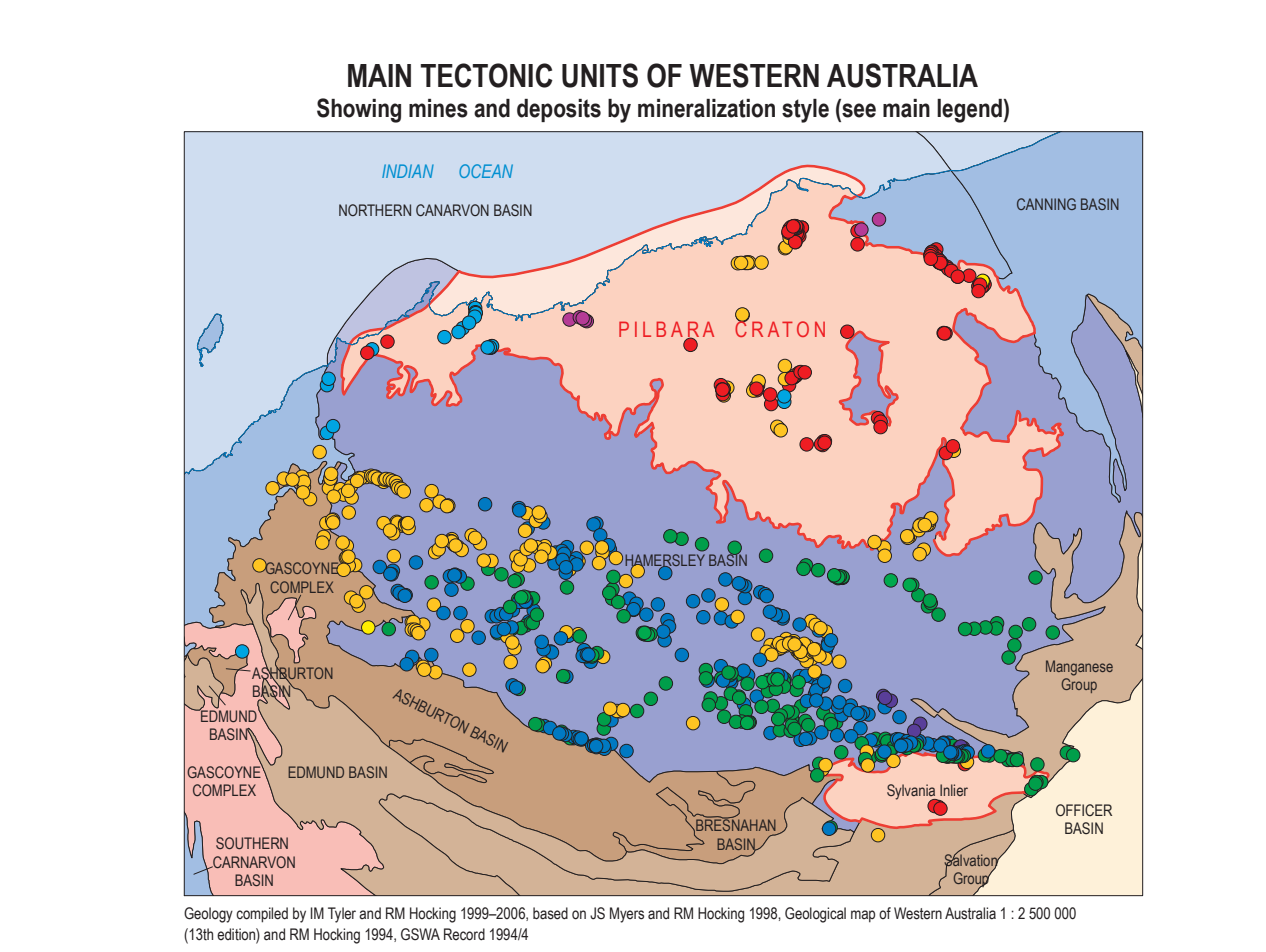 MAIN TECTONIC UNITS OF WESTERN AUSTRALIA
Showing mines and deposits by mineralization style (see main legend)
INDIAN OCEAN
NORTHERN CANARVON BASIN
CANNING BASIN
PILBARA CRATON
HAMERSLEY BASIN
GASCOYNE
COMPLEX
ASHBURTON
BASIN
EDMUND
BASIN
ASHBURTON BASIN
Manganese
Group
GASCOYNE
COMPLEX
EDMUND BASIN
Sylvania Inlier
OFFICER
BASIN
BRESNAHAN
BASIN
SOUTHERN
CARNARVON
BASIN
Salvation
Group
Geology compiled by IM Tyler and RM Hocking 1999–2006, based on JS Myers and RM Hocking 1998, Geological map of Western Australia 1 : 2 500 000
(13th edition) and RM Hocking 1994, GSWA Record 1994/4